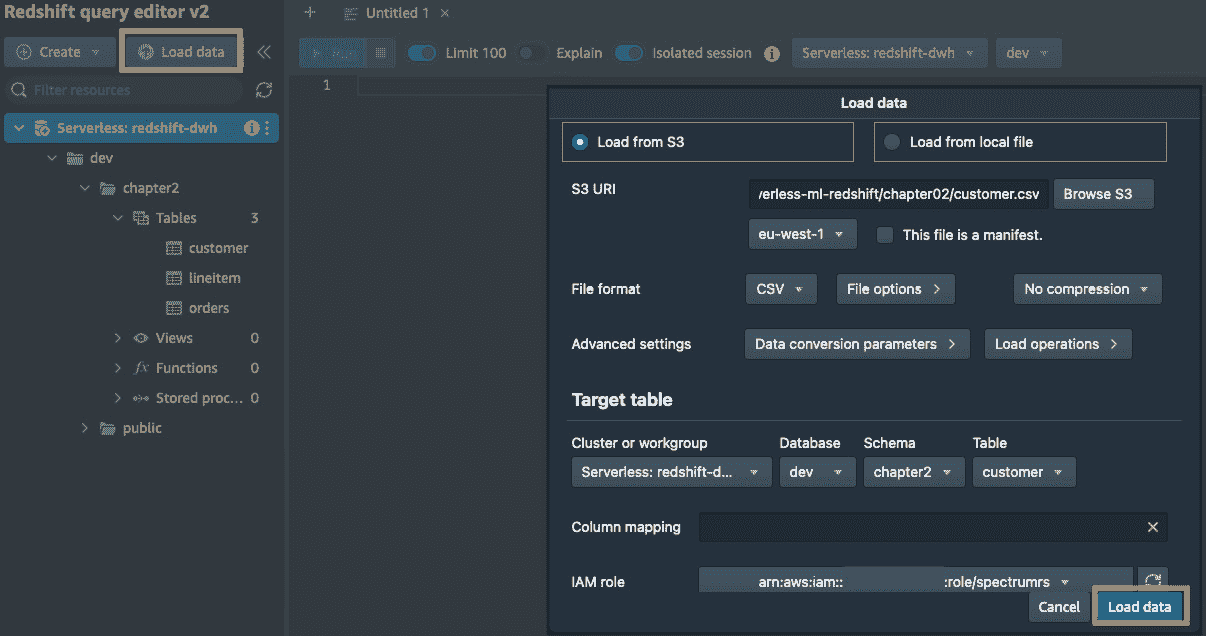 Redshift query editor v2
Create
Load data
Filter resources
Serverless: redshift-dwh
dev
chapter2
Tables 3
customer
lineitem
orders
Views 0
fx Functions 0
Stored proc... 0
public
+ Untitled 1 ×
Limit 100 Explain Isolated session Serverless: redshift-dwh dev
1
Load data
Load from S3 Load from local file
S3 URI verless-ml-redshift/chapter02/customer.csv Browse S3
eu-west-1 This file is a manifest.
File format CSV File options No compression
Advanced settings Data conversion parameters Load operations
Target table
Cluster or workgroup Database Schema Table
Serverless: redshift-d... dev chapter2 customer
Column mapping
IAM role arn:aws:iam:: :role/spectrumrs
Cancel Load data